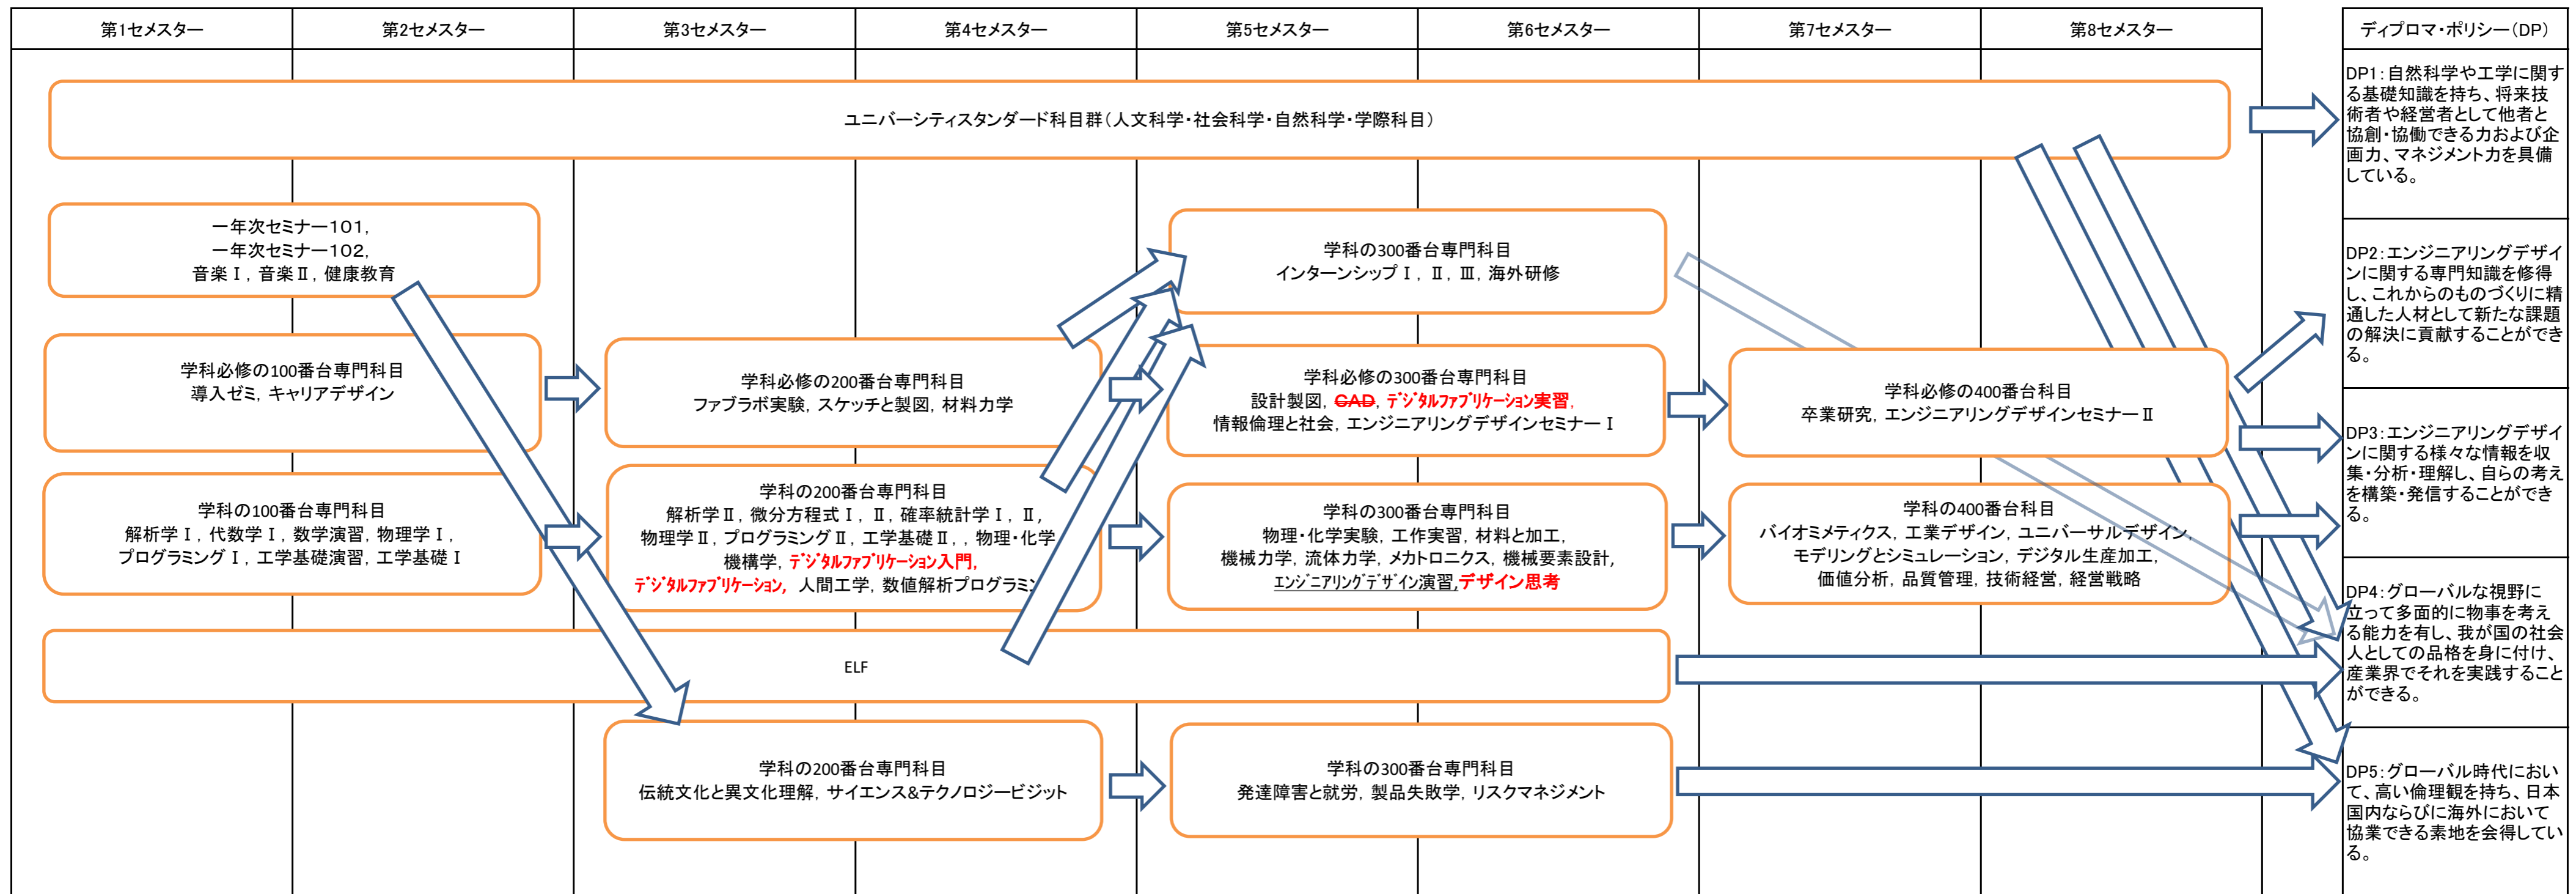 第1セメスター
第2セメスター
第3セメスター
第4セメスター
第5セメスター
第6セメスター
第7セメスター
第8セメスター
ディプロマ・ポリシー(DP)
ユニバーシティスタンダード科目群(人文科学・社会科学・自然科学・学際科目)
一年次セミナー101,
一年次セミナー102,
音楽Ⅰ, 音楽Ⅱ, 健康教育
学科の300番台専門科目
インターンシップⅠ, Ⅱ, Ⅲ, 海外研修
学科必修の100番台専門科目
導入ゼミ, キャリアデザイン
学科必修の200番台専門科目
ファブラボ実験, スケッチと製図, 材料力学
学科必修の300番台専門科目
設計製図, CAD, デジタルファブリケーション実習,
情報倫理と社会, エンジニアリングデザインセミナーⅠ
学科必修の400番台科目
卒業研究, エンジニアリングデザインセミナーⅡ
学科の100番台専門科目
解析学Ⅰ, 代数学Ⅰ, 数学演習, 物理学Ⅰ,
プログラミングⅠ, 工学基礎演習, 工学基礎Ⅰ
学科の200番台専門科目
解析学Ⅱ, 微分方程式Ⅰ, Ⅱ, 確率統計学Ⅰ, Ⅱ,
物理学Ⅱ, プログラミングⅡ, 工学基礎Ⅱ, , 物理・化学
機構学, デジタルファブリケーション入門,
デジタルファブリケーション, 人間工学, 数値解析プログラミン
学科の300番台専門科目
物理・化学実験, 工作実習, 材料と加工,
機械力学, 流体力学, メカトロニクス, 機械要素設計,
エンジニアリングデザイン演習,デザイン思考
学科の400番台科目
バイオミメティクス, 工業デザイン, ユニバーサルデザイン,
モデリングとシミュレーション, デジタル生産加工,
価値分析, 品質管理, 技術経営, 経営戦略
ELF
学科の200番台専門科目
伝統文化と異文化理解, サイエンス&テクノロジービジット
学科の300番台専門科目
発達障害と就労, 製品失敗学, リスクマネジメント
DP1:自然科学や工学に関す
る基礎知識を持ち、将来技
術者や経営者として他者と
協創・協働できる力および企
画力、マネジメント力を具備
している。
DP2:エンジニアリングデザイ
ンに関する専門知識を修得
し、これからのものづくりに精
通した人材として新たな課題
の解決に貢献することができ
る。
DP3:エンジニアリングデザイ
ンに関する様々な情報を収
集・分析・理解し、自らの考え
を構築・発信することができ
る。
DP4:グローバルな視野に
立って多面的に物事を考え
る能力を有し、我が国の社会
人としての品格を身に付け、
産業界でそれを実践すること
ができる。
DP5:グローバル時代におい
て、高い倫理観を持ち、日本
国内ならびに海外において
協業できる素地を会得してい
る。